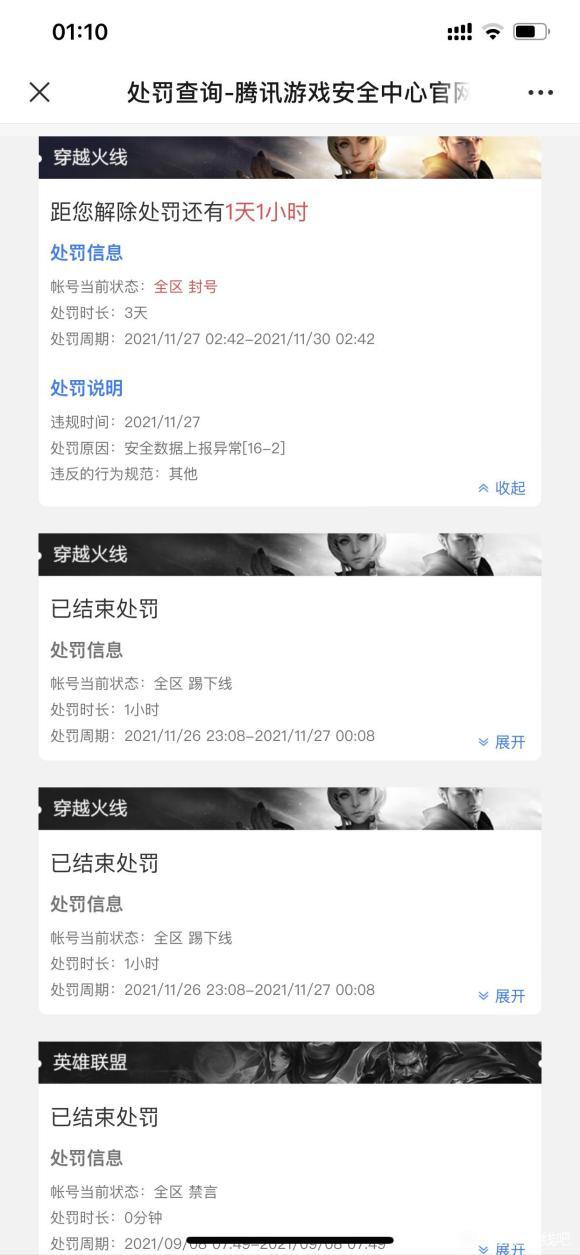 01:10
处罚查询-腾讯游戏安全中心官网
穿越火线
距您解除处罚还有1天1小时
处罚信息
帐号当前状态：全区 封号
处罚时长：3天
处罚周期：2021/11/27 02:42-2021/11/30 02:42
处罚说明
违规时间：2021/11/27
处罚原因：安全数据上报异常[16-2]
违反的行为规范：其他
收起
穿越火线
已结束处罚
处罚信息
帐号当前状态：全区 踢下线
处罚时长：1小时
处罚周期：2021/11/26 23:08-2021/11/27 00:08
展开
穿越火线
已结束处罚
处罚信息
帐号当前状态：全区 踢下线
处罚时长：1小时
处罚周期：2021/11/26 23:08-2021/11/27 00:08
展开
英雄联盟
已结束处罚
处罚信息
帐号当前状态：全区 禁言
处罚时长：0分钟
处罚周期：2021/09/08 07:49-2021/09/08 07:49
展开